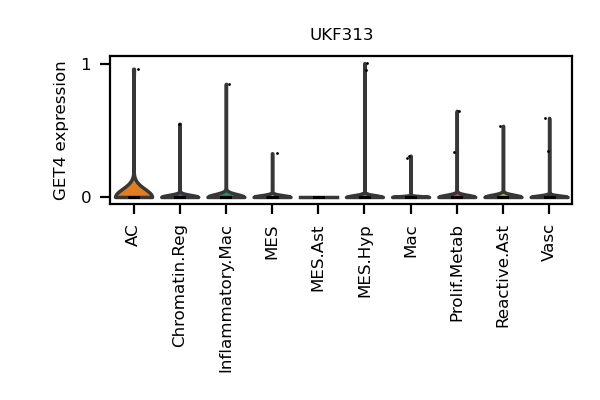 UKF313
GET4 expression
1
0
AC
Chromatin.Reg
Inflammatory.Mac
MES
MES.Ast
MES.Hyp
Mac
Prolif.Metab
Reactive.Ast
Vasc